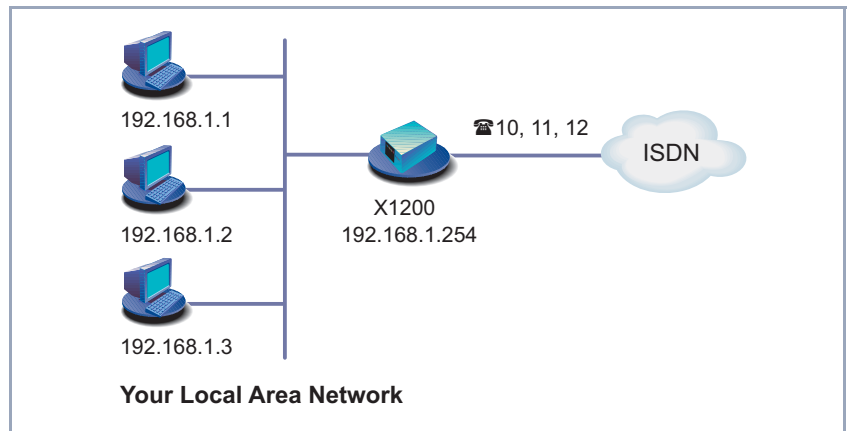 192.168.1.1
☎10, 11, 12
ISDN
X1200
192.168.1.254
192.168.1.2
192.168.1.3
Your Local Area Network